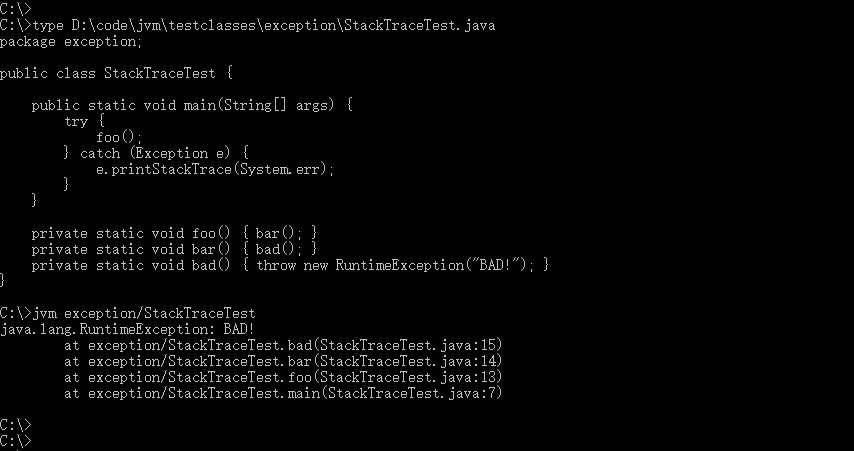 C:\>
C:\>type D:\code\jvm\testclasses\exception\StackTraceTest.java
package exception;

public class StackTraceTest {

    public static void main(String[] args) {
        try {
            foo();
        } catch (Exception e) {
            e.printStackTrace(System.err);
        }
    }

    private static void foo() { bar(); }
    private static void bar() { bad(); }
    private static void bad() { throw new RuntimeException("BAD!"); }
}

C:\>jvm exception/StackTraceTest
java.lang.RuntimeException: BAD!
        at exception/StackTraceTest.bad(StackTraceTest.java:15)
        at exception/StackTraceTest.bar(StackTraceTest.java:14)
        at exception/StackTraceTest.foo(StackTraceTest.java:13)
        at exception/StackTraceTest.main(StackTraceTest.java:7)

C:\>
C:\>